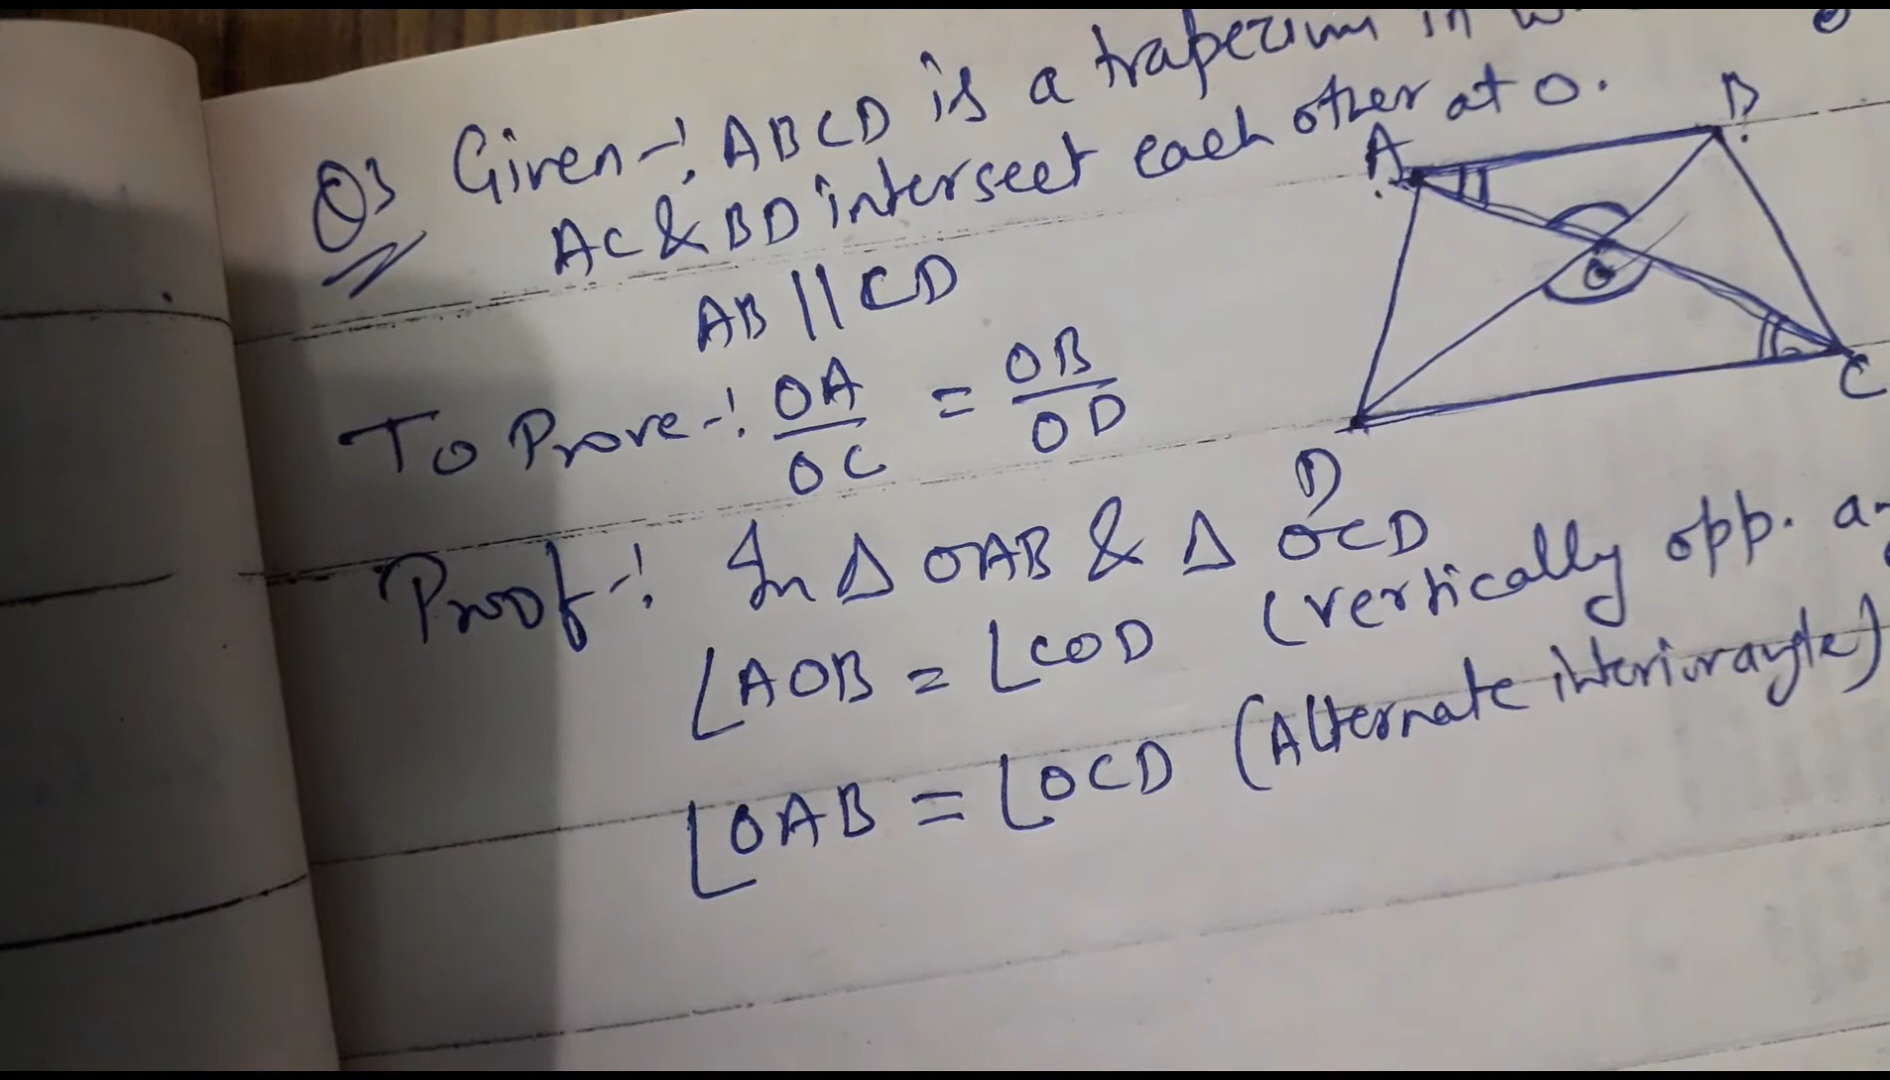 Q3 Given-: ABCD is a trapezium in
AC & BD intersect each other at O.
AB || CD
To Prove-: OA/OC = OB/OD
Proof-: In Δ OAB & Δ OCD
∠AOB = ∠COD (vertically opp.
∠OAB = ∠OCD (Alternate interior angle)
A
B
O
C
D